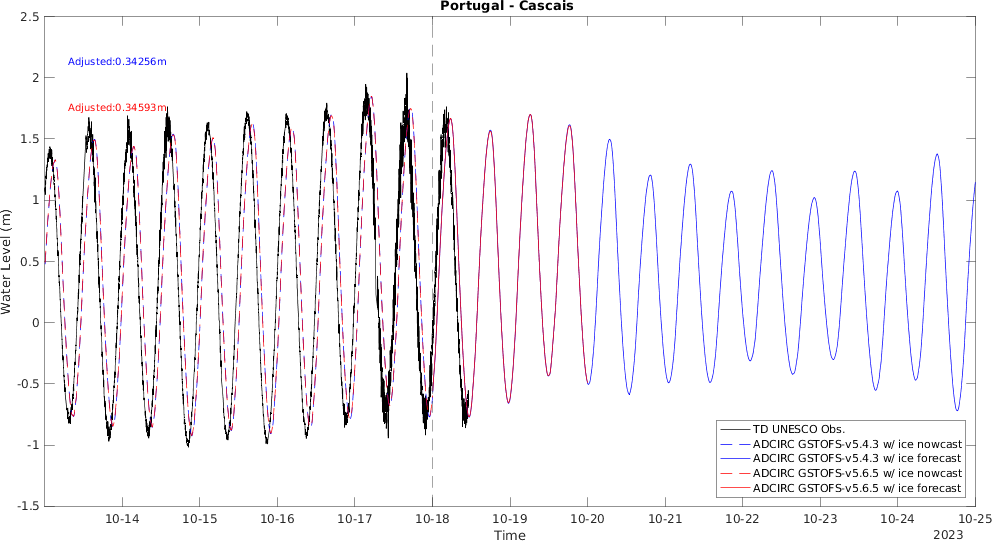 Portugal - Cascais
2.5
2
1.5
1
0.5
0
-0.5
-1
-1.5
Water Level (m)
Adjusted:0.34256m
Adjusted:0.34593m
TD UNESCO Obs.
ADCIRC GSTOFS-v5.4.3 w/ ice nowcast
ADCIRC GSTOFS-v5.4.3 w/ ice forecast
ADCIRC GSTOFS-v5.6.5 w/ ice nowcast
ADCIRC GSTOFS-v5.6.5 w/ ice forecast
10-14 10-15 10-16 10-17 10-18 10-19 10-20 10-21 10-22 10-23 10-24 10-25
Time
2023